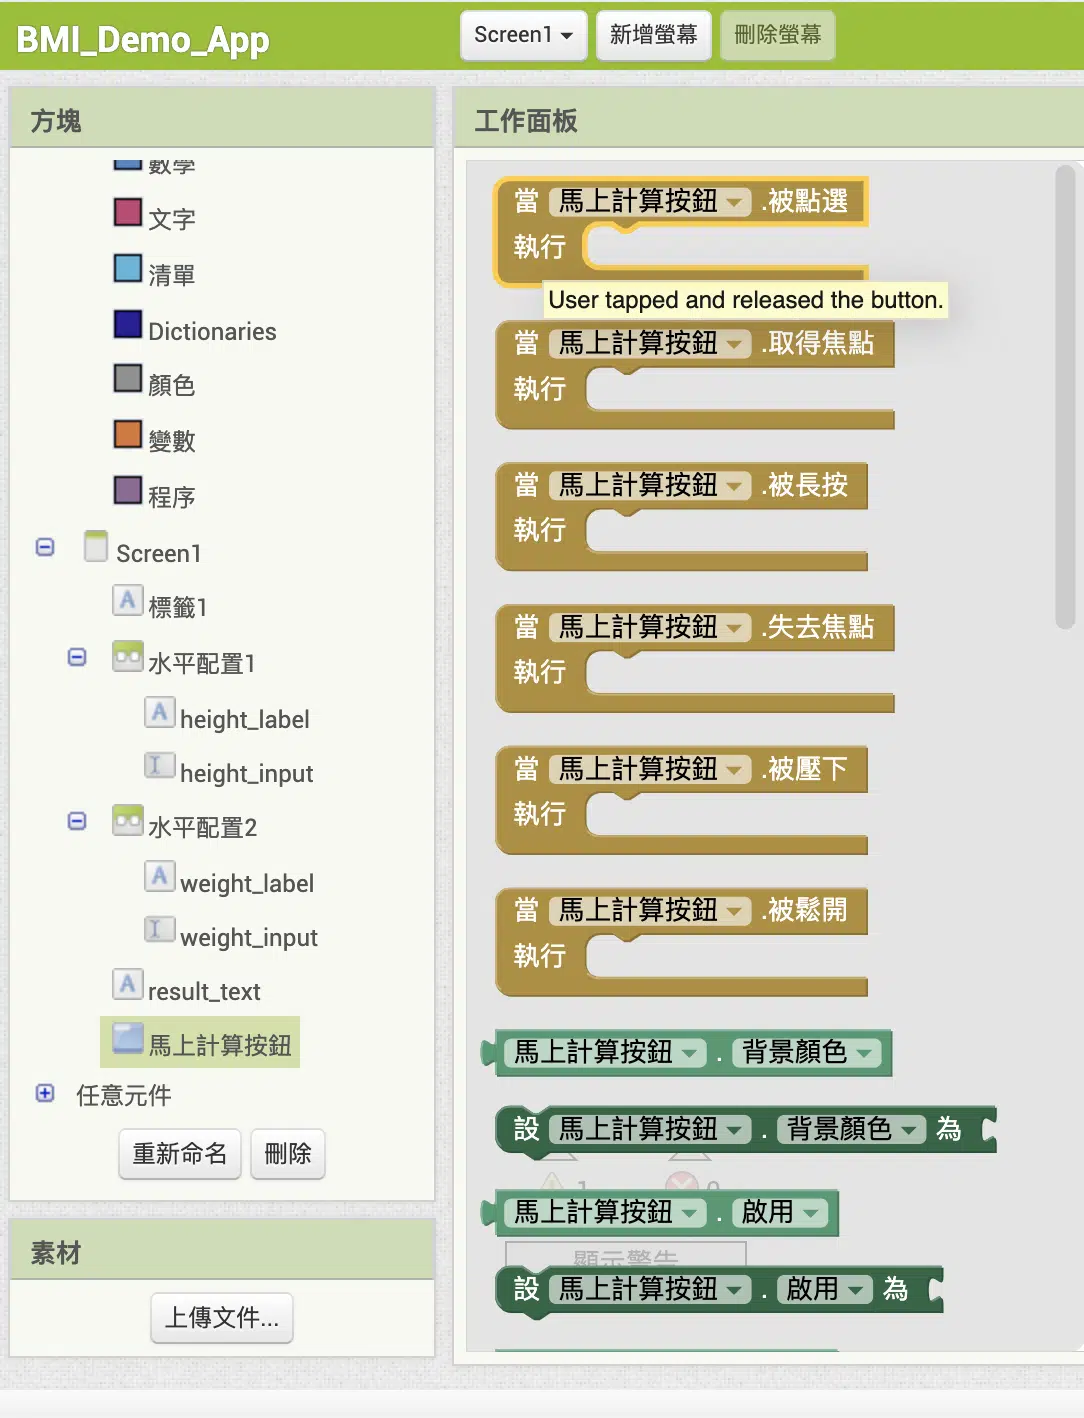 BMI_Demo_App
Screen1
新增螢幕
刪除螢幕
方塊
數學
文字
清單
Dictionaries
顏色
變數
程序
Screen1
標籤1
水平配置1
height_label
height_input
水平配置2
weight_label
weight_input
result_text
馬上計算按鈕
任意元件
重新命名
刪除
素材
上傳文件...
工作面板
當 馬上計算按鈕 .被點選
執行
User tapped and released the button.
當 馬上計算按鈕 .取得焦點
執行
當 馬上計算按鈕 .被長按
執行
當 馬上計算按鈕 .失去焦點
執行
當 馬上計算按鈕 .被壓下
執行
當 馬上計算按鈕 .被鬆開
執行
馬上計算按鈕 . 背景顏色
設 馬上計算按鈕 . 背景顏色 為
1
0
馬上計算按鈕 . 啟用
顯示警告
設 馬上計算按鈕 . 啟用 為